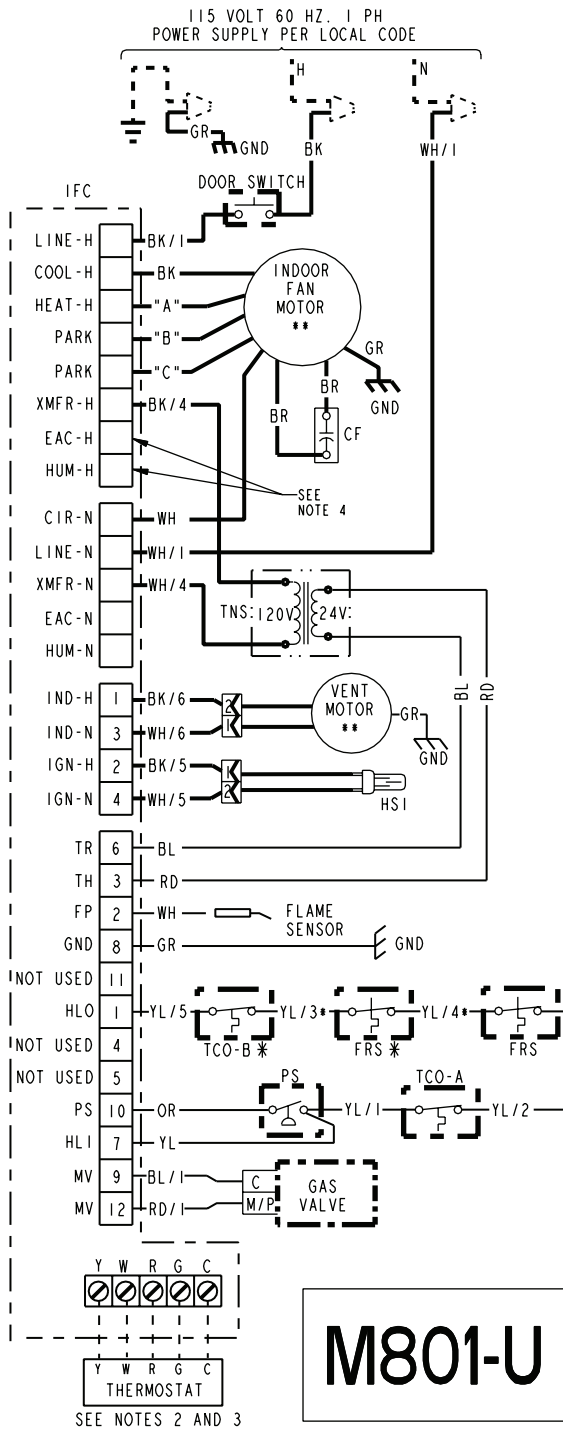 115 VOLT 60 HZ. 1 PH
POWER SUPPLY PER LOCAL CODE
H
N
GR
GND
BK
WH/1
DOOR SWITCH
IFC
LINE-H
BK/1
COOL-H
BK
HEAT-H
"A"
PARK
"B"
PARK
"C"
XMFR-H
BK/4
EAC-H
HUM-H
INDOOR
FAN
MOTOR
**
GR
GND
BR
BR
CF
SEE
NOTE 4
CIR-N
WH
LINE-N
WH/1
XMFR-N
WH/4
EAC-N
HUM-N
TNS
120V
24V
BL
RD
IND-H 1 BK/6 2
IND-N 3 WH/6 1
IGN-H 2 BK/5 1
IGN-N 4 WH/5 2
VENT
MOTOR
**
GR
GND
HSI
TR 6 BL
TH 3 RD
FP 2 WH
FLAME
SENSOR
GND 8 GR
GND
NOT USED 11
HLO 1 YL/5 YL/3* YL/4*
TCO-B * FRS * FRS
NOT USED 4
NOT USED 5
PS TCO-A
PS 10 OR YL/1 YL/2
HLI 7 YL
MV 9 BL/1 C
MV 12 RD/1 M/P
GAS
VALVE
Y W R G C
Y W R G C
THERMOSTAT
SEE NOTES 2 AND 3
M801-U